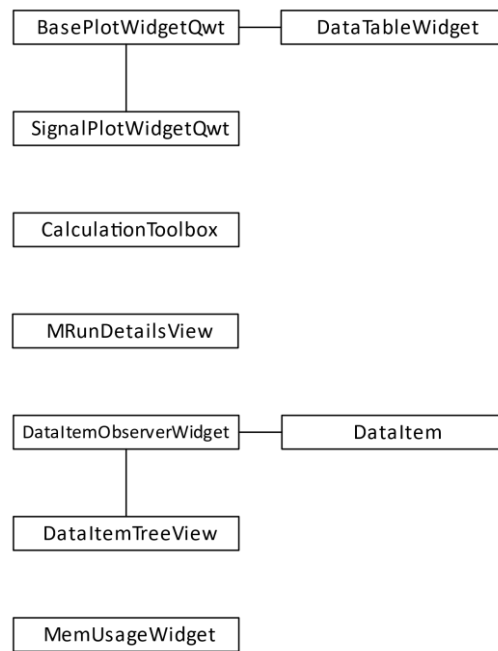 BasePlotWidgetQwt
DataTableWidget
SignalPlotWidgetQwt
CalculationToolbox
MRunDetailsView
DataItemObserverWidget
DataItem
DataItemTreeView
MemUsageWidget